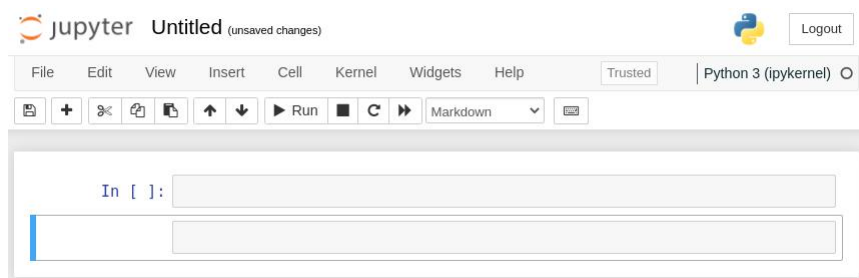 jupyter Untitled (unsaved changes) Logout
File Edit View Insert Cell Kernel Widgets Help Trusted Python 3 (ipykernel)
Run Markdown
In [ ]: